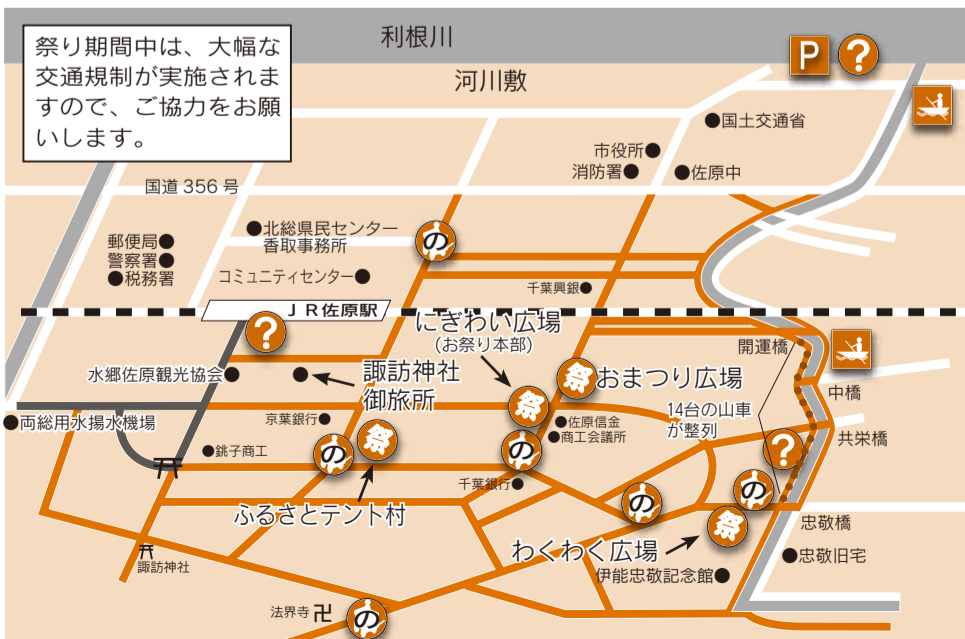 祭り期間中は、大幅な
交通規制が実施されま
すので、ご協力をお願
いします。
利根川
河川敷
P
?
国土交通省
市役所
消防署
佐原中
国道356号
北総県民センター
香取事務所
の
郵便局
警察署
税務署
コミュニティセンター
千葉興銀
JR佐原駅
?
にぎわい広場
(お祭り本部)
開運橋
水郷佐原観光協会
諏訪神社
御旅所
祭
おまつり広場
中橋
両総用水揚水機場
京葉銀行
祭
佐原信金
商工会議所
14台の山車
が整列
共栄橋
銚子商工
の
祭
の
?
千葉銀行
ふるさとテント村
の
の
祭
忠敬橋
わくわく広場
諏訪神社
伊能忠敬記念館
忠敬旧宅
法界寺
卍
の